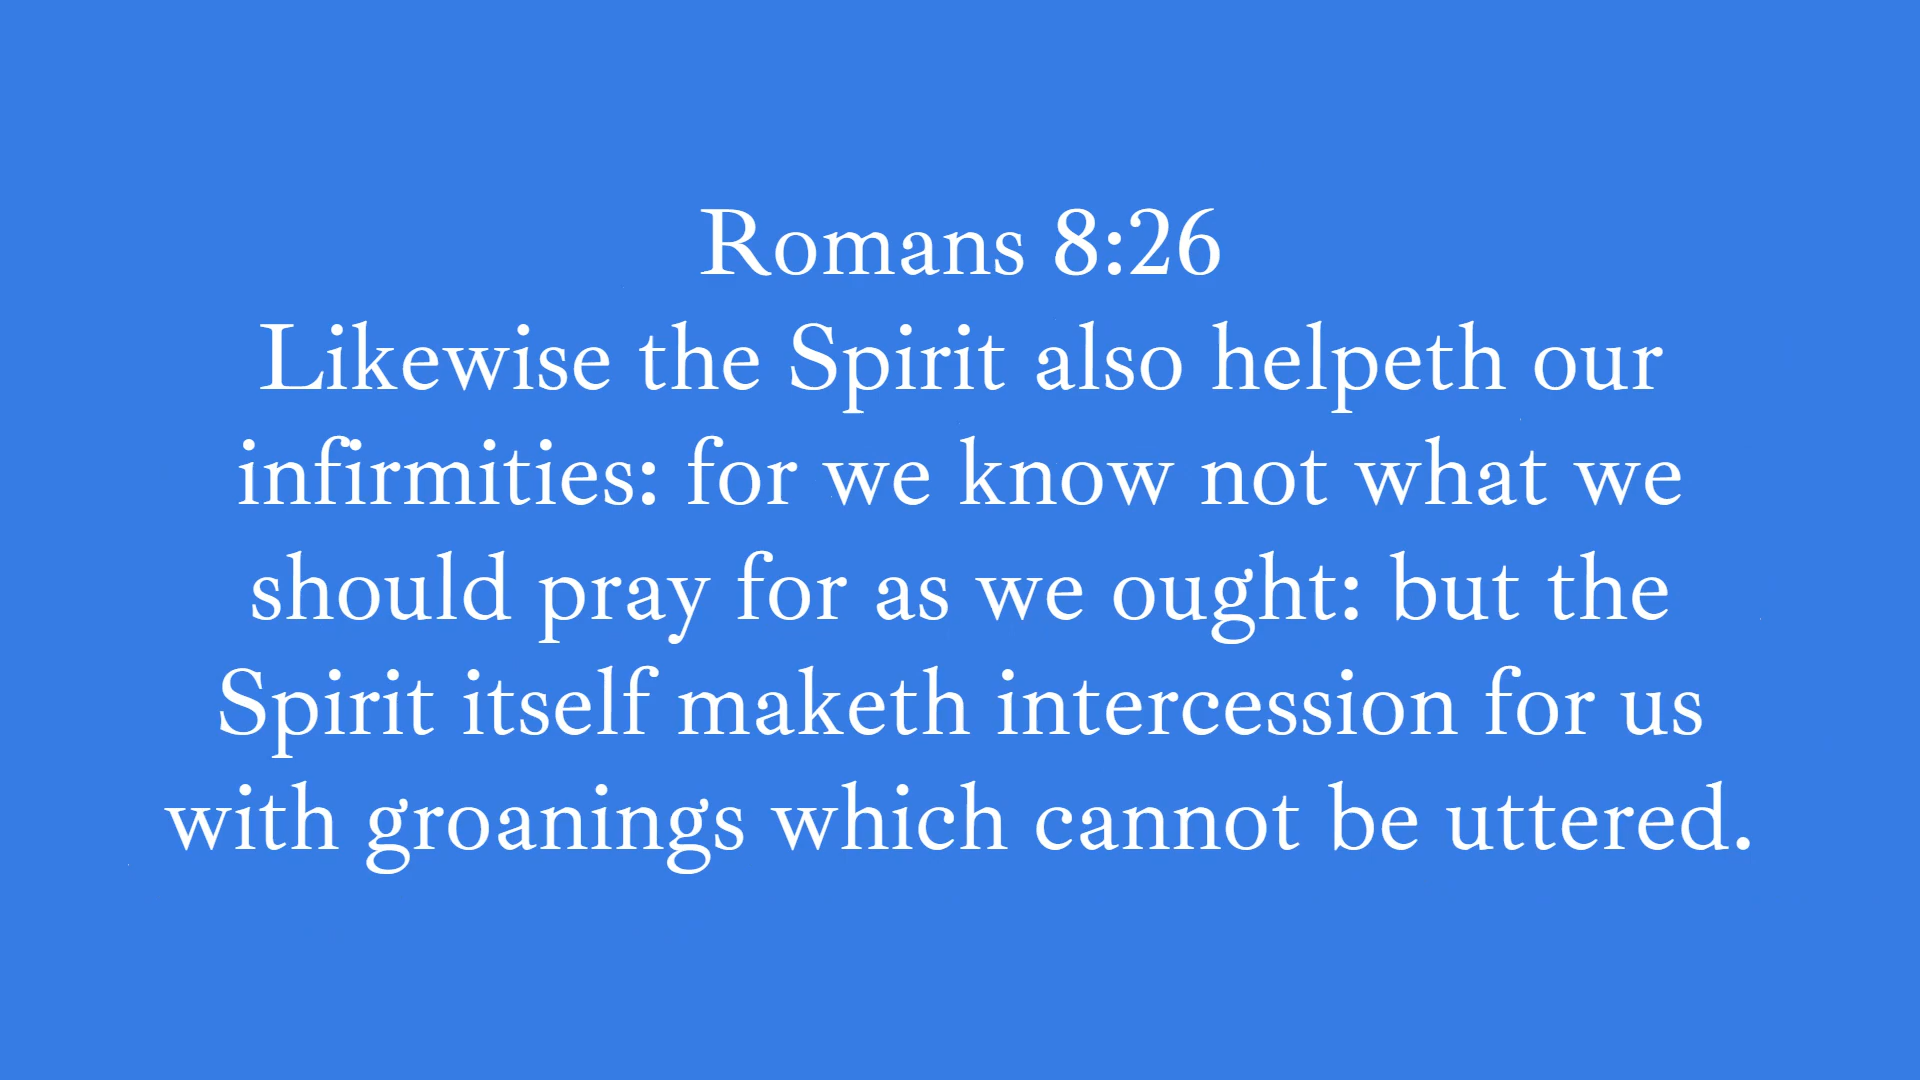 Romans 8:26
Likewise the Spirit also helpeth our
infirmities: for we know not what we
should pray for as we ought: but the
Spirit itself maketh intercession for us
with groanings which cannot be uttered.